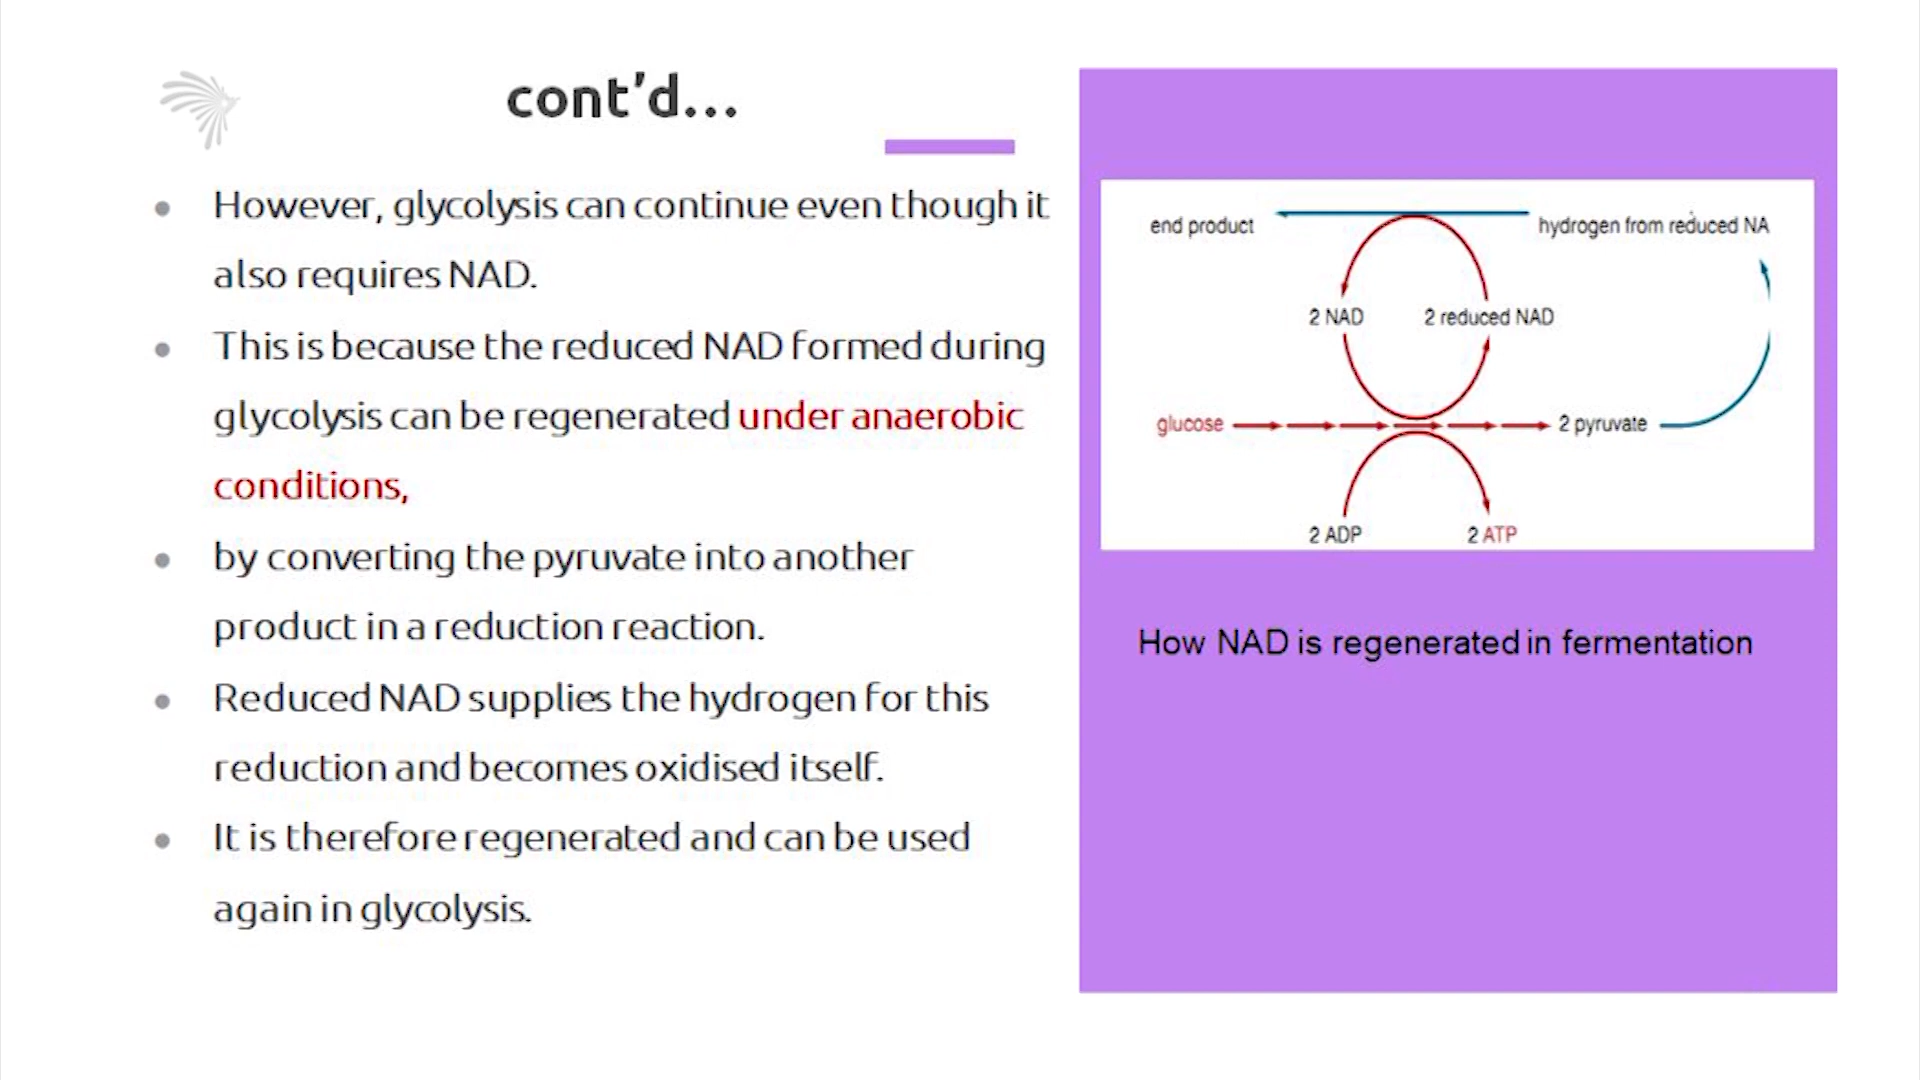 cont’d...
However, glycolysis can continue even though it
also requires NAD.
This is because the reduced NAD formed during
glycolysis can be regenerated under anaerobic
conditions,
by converting the pyruvate into another
product in a reduction reaction.
Reduced NAD supplies the hydrogen for this
reduction and becomes oxidised itself.
It is therefore regenerated and can be used
again in glycolysis.
end product
hydrogen from reduced NA
2 NAD
2 reduced NAD
glucose
2 pyruvate
2 ADP
2 ATP
How NAD is regenerated in fermentation